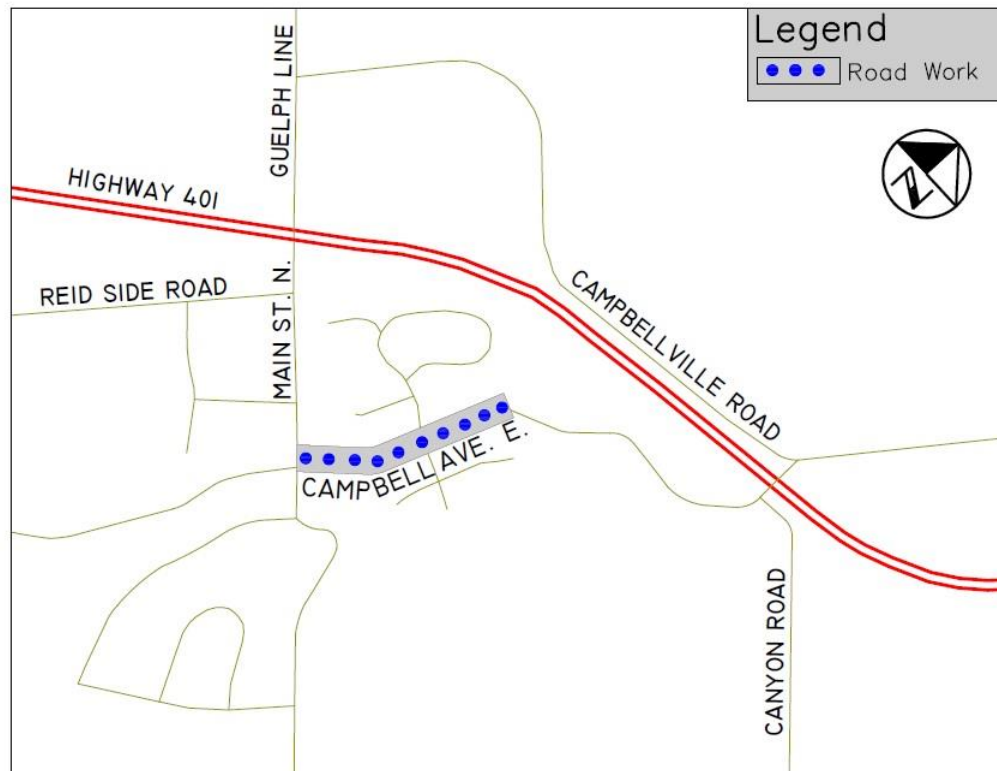 Legend
Road Work
GUELPH LINE
N
HIGHWAY 401
REID SIDE ROAD
MAIN ST. N.
CAMPBELLVILLE ROAD
CAMPBELL AVE. E.
CANYON ROAD